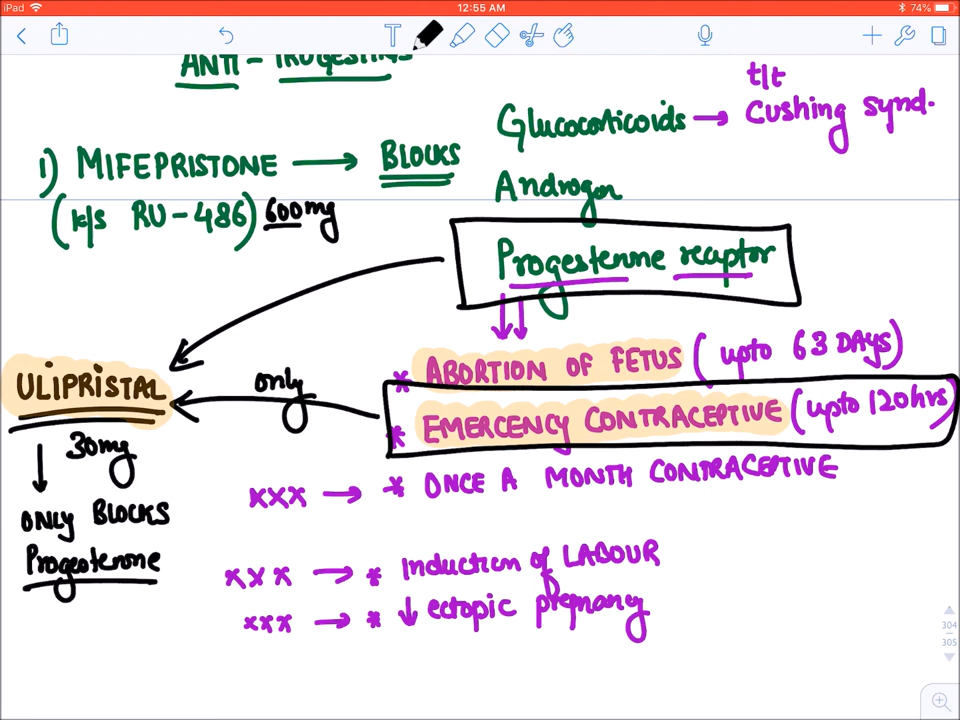 iPad
12:55 AM
74%
T
ANTI - PROGESTINS
t/t
Glucocorticoids → Cushing synd.
1) MIFEPRISTONE → BLOCKS
Androgen
(k/s RU-486) 600mg
Progesterone receptor
* ABORTION OF FETUS (upto 63 DAYS)
ULIPRISTAL
only
* EMERGENCY CONTRACEPTIVE (upto 120hrs)
30mg
xxx → * ONCE A MONTH CONTRACEPTIVE
ONLY BLOCKS
Progesterone
xxx → * Induction of LABOUR
xxx → * ↓ ectopic pregnancy
304
305